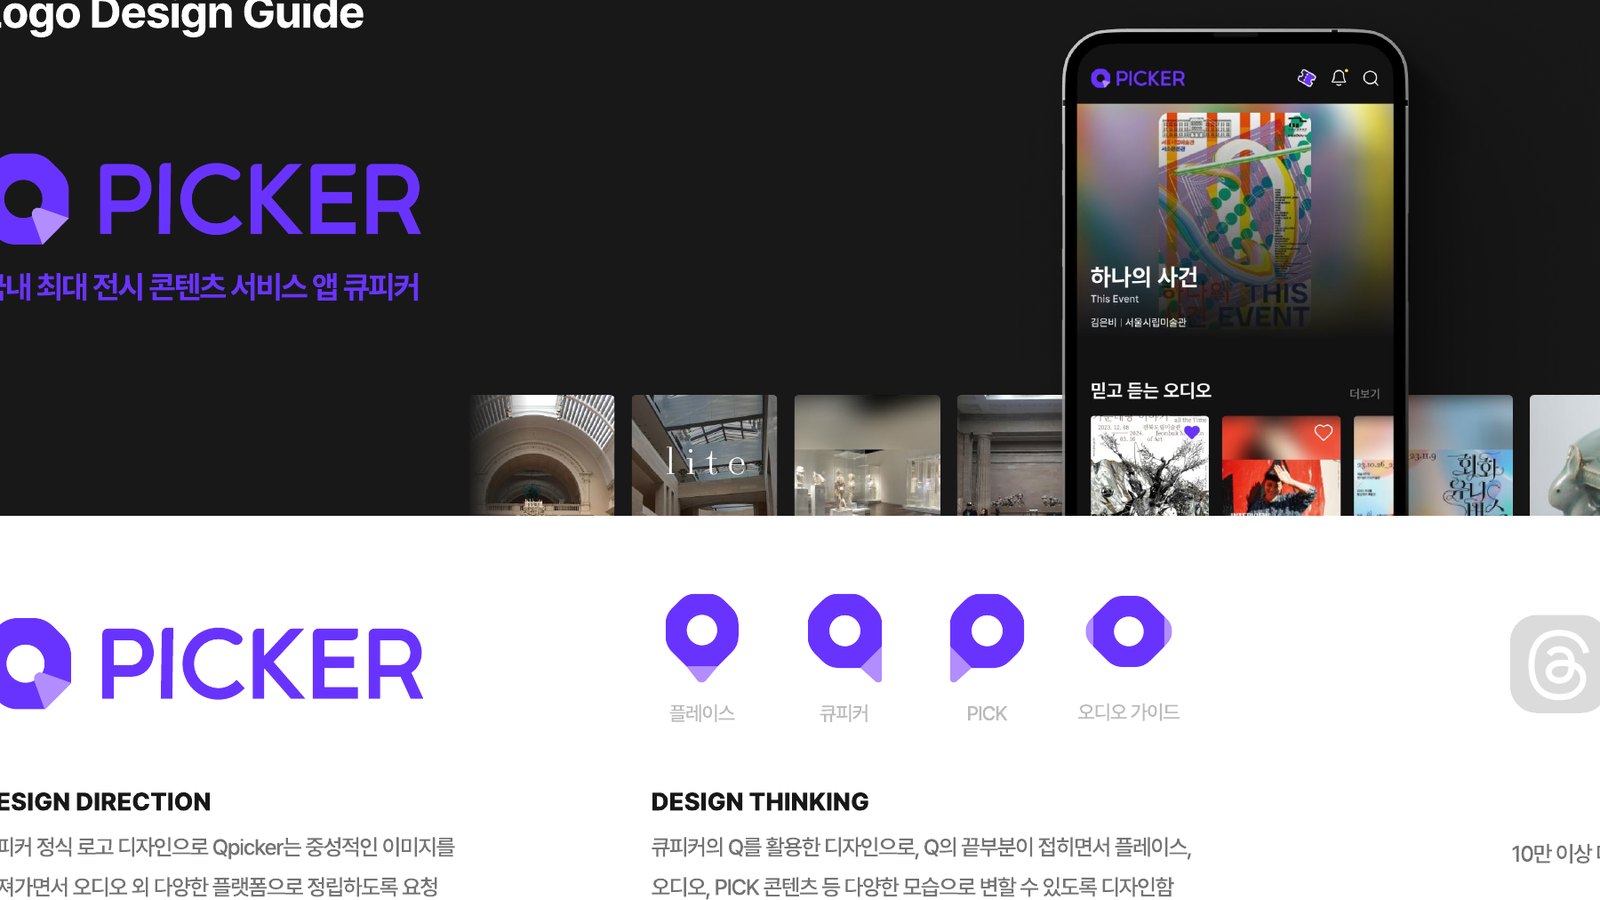 ogo Design Guide
PICKER
내 최대 전시 콘텐츠 서비스 앱 큐피커
PICKER
하나의 사건
This Event
김은비 | 서울시립미술관
THIS
EVENT
믿고 듣는 오디오
더보기
lite
23.11.9
PICKER
플레이스
큐피커
PICK
오디오 가이드
ESIGN DIRECTION
피커 정식 로고 디자인으로 Qpicker는 중성적인 이미지를
져가면서 오디오 외 다양한 플랫폼으로 정립하도록 요청
DESIGN THINKING
큐피커의 Q를 활용한 디자인으로, Q의 끝부분이 접히면서 플레이스,
오디오, PICK 콘텐츠 등 다양한 모습으로 변할 수 있도록 디자인함
10만 이상